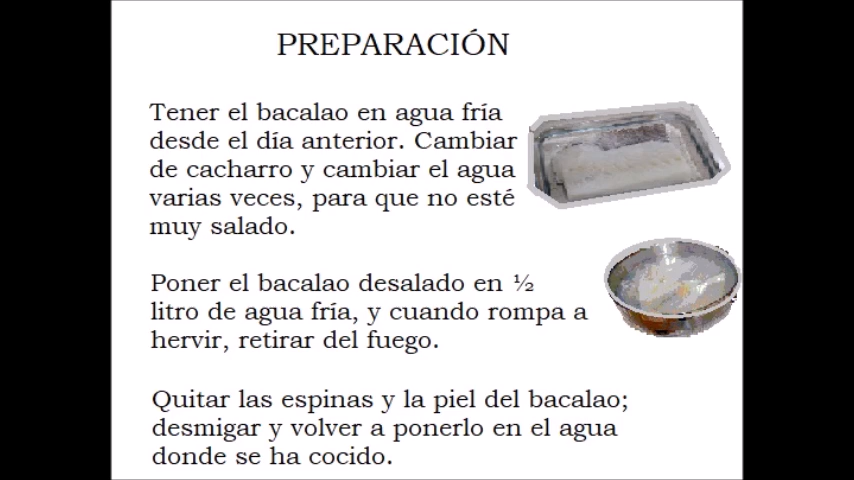 PREPARACIÓN
Tener el bacalao en agua fría
desde el día anterior. Cambiar
de cacharro y cambiar el agua
varias veces, para que no esté
muy salado.
Poner el bacalao desalado en ½
litro de agua fría, y cuando rompa a
hervir, retirar del fuego.
Quitar las espinas y la piel del bacalao;
desmigar y volver a ponerlo en el agua
donde se ha cocido.